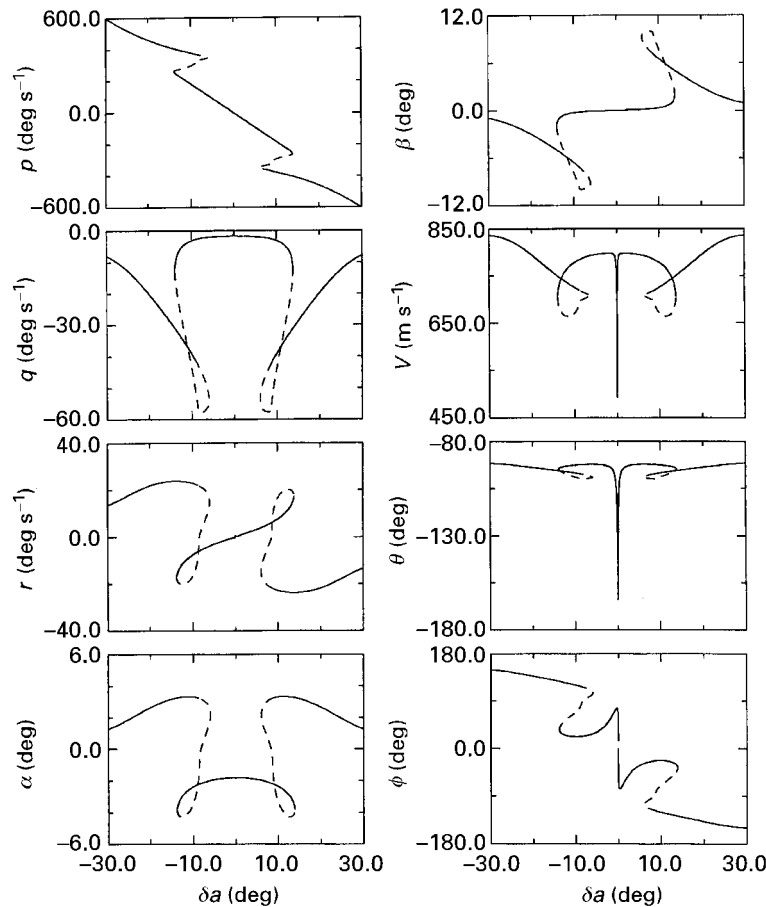 600.0
0.0
−600.0
p (deg s⁻¹)
12.0
0.0
−12.0
β (deg)
0.0
−30.0
−60.0
q (deg s⁻¹)
850.0
650.0
450.0
V (m s⁻¹)
40.0
0.0
−40.0
r (deg s⁻¹)
−80.0
−130.0
−180.0
θ (deg)
6.0
0.0
−6.0
α (deg)
−30.0 −10.0 10.0 30.0
δa (deg)
180.0
0.0
−180.0
ϕ (deg)
−30.0 −10.0 10.0 30.0
δa (deg)